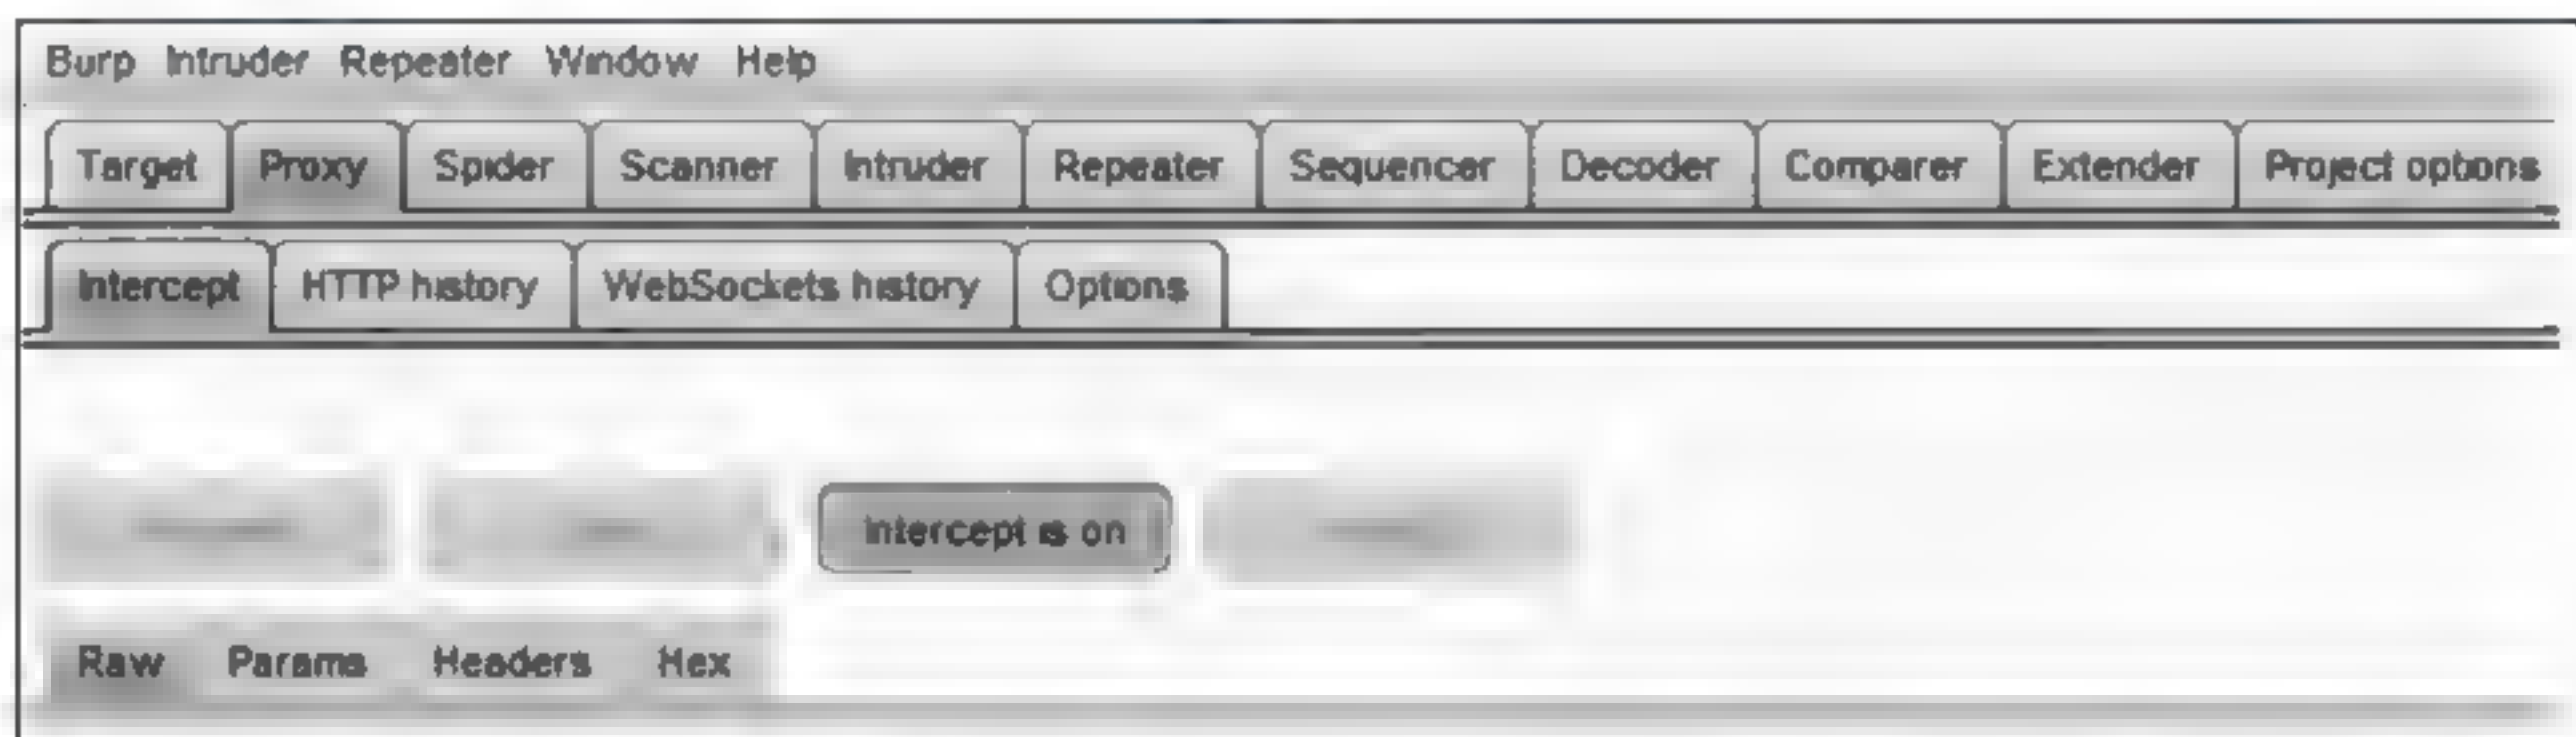 Burp Intruder Repeater Window Help
Target Proxy Spider Scanner Intruder Repeater Sequencer Decoder Comparer Extender Project options
Intercept HTTP history WebSockets history Options
Intercept is on
Raw Params Headers Hex